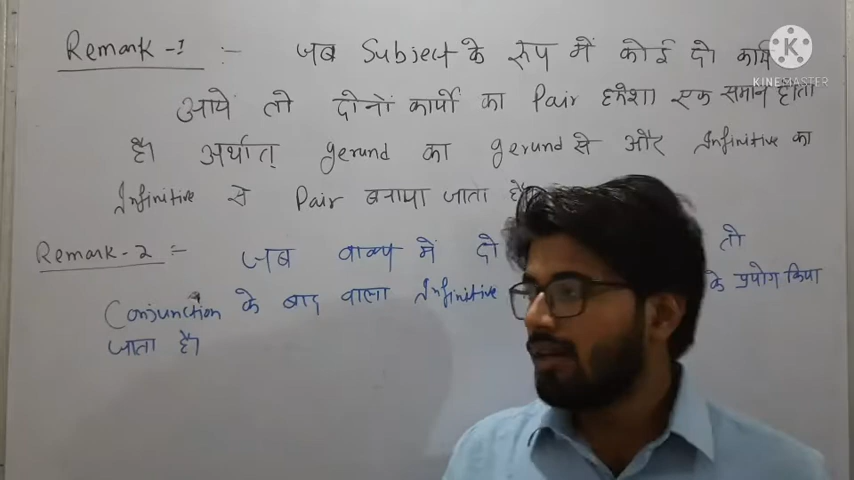 Remark-1 :- जब Subject के रूप में कोई दो कार्य
आयें तो दोनों कार्यो का Pair हमेशा एक समान होता
है। अर्थात् gerund का gerund से और Infinitive का
Infinitive से Pair बनाया जाता है
Remark-2 :- जब वाक्य में दो तो
Conjunction के बाद वाला Infinitive के प्रयोग किया
जाता है।
K
KINEMASTER